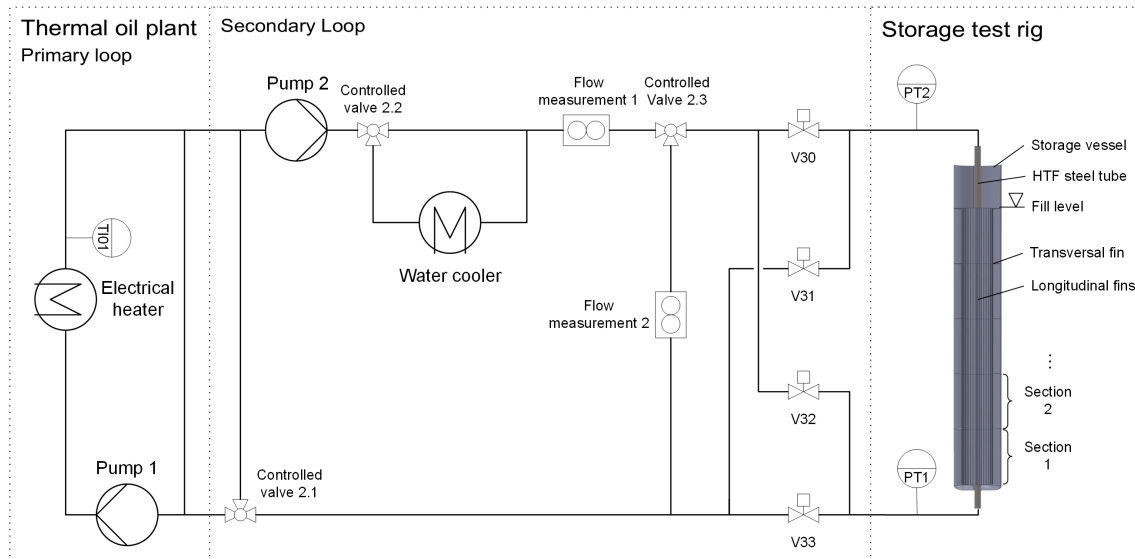 Thermal oil plant
Primary loop
Secondary Loop
Storage test rig
Pump 2
Controlled
valve 2.2
Flow
measurement 1
Controlled
Valve 2.3
PT2
V30
Storage vessel
HTF steel tube
Fill level
TI01
Electrical
heater
Water cooler
Transversal fin
V31
Longitudinal fins
Flow
measurement 2
⋮
V32
Section
2
Section
1
Pump 1
Controlled
valve 2.1
PT1
V33